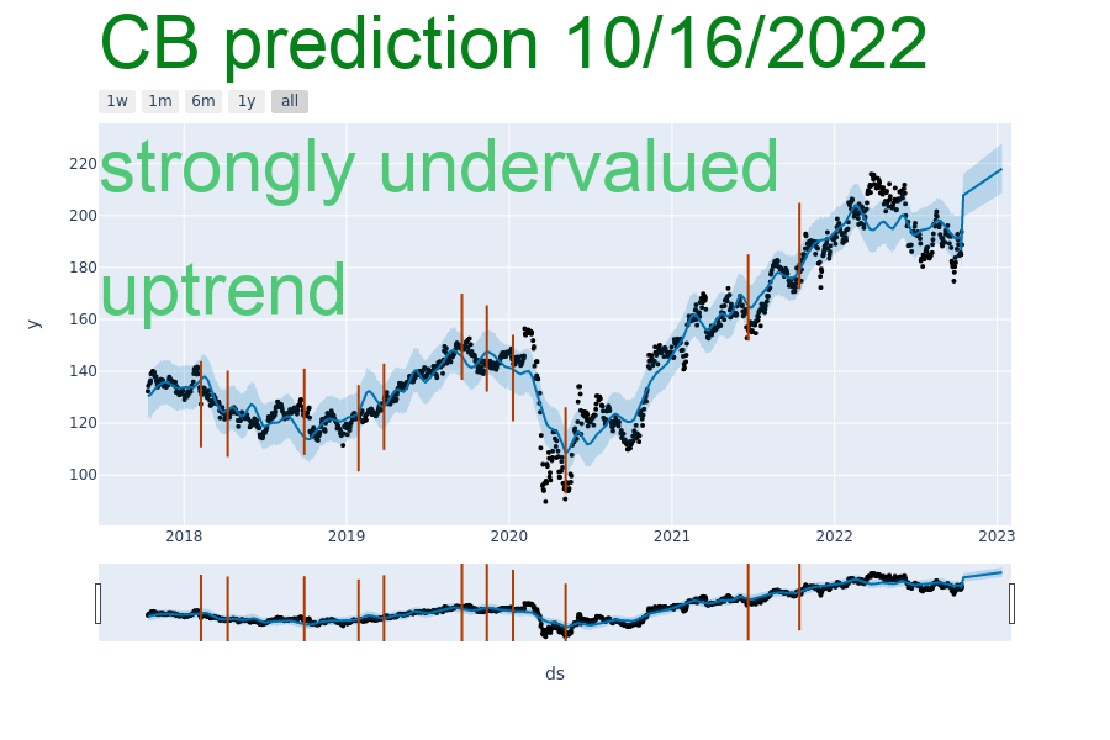 CB prediction 10/16/2022
1w 1m 6m 1y all
strongly undervalued
uptrend
220
200
180
160
140
120
100
y
2018 2019 2020 2021 2022 2023
ds